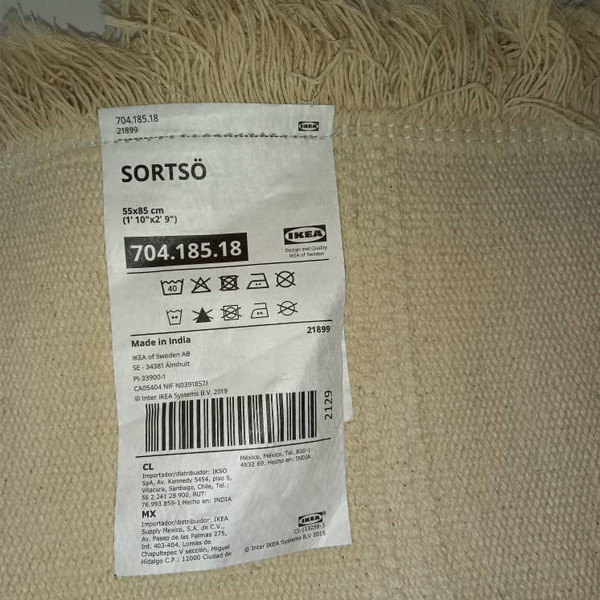 704.185.18
21899
IKEA
SORTSÖ
55x85 cm
(1' 10"x2' 9")
704.185.18
IKEA
Design and Quality
IKEA of Sweden
40
21899
Made in India
IKEA of Sweden AB
SE - 34381 Älmhult
PI-33900-1
CA05404 NIF N0391857J
© Inter IKEA Systems B.V. 2019
2129
CL
Importador/distribuidor: IKSO
SpA, Av. Kennedy 5454, piso 5,
Vitacura, Santiago, Chile, Tel.:
56 2 241 28 900, RUT:
76.993.859-1 Hecho en: INDIA
MX
Importador/distribuidor: IKEA
Supply Mexico, S.A. de C.V.,
Av. Paseo de las Palmas 275,
Int. 403-404, Lomas de
Chapultepec V sección, Miguel
Hidalgo C.P.: 11000 Ciudad de
México, México, Tel. 800-1-
4532 69. Hecho en: INDIA
IKEA®
© Inter IKEA Systems B.V 2015